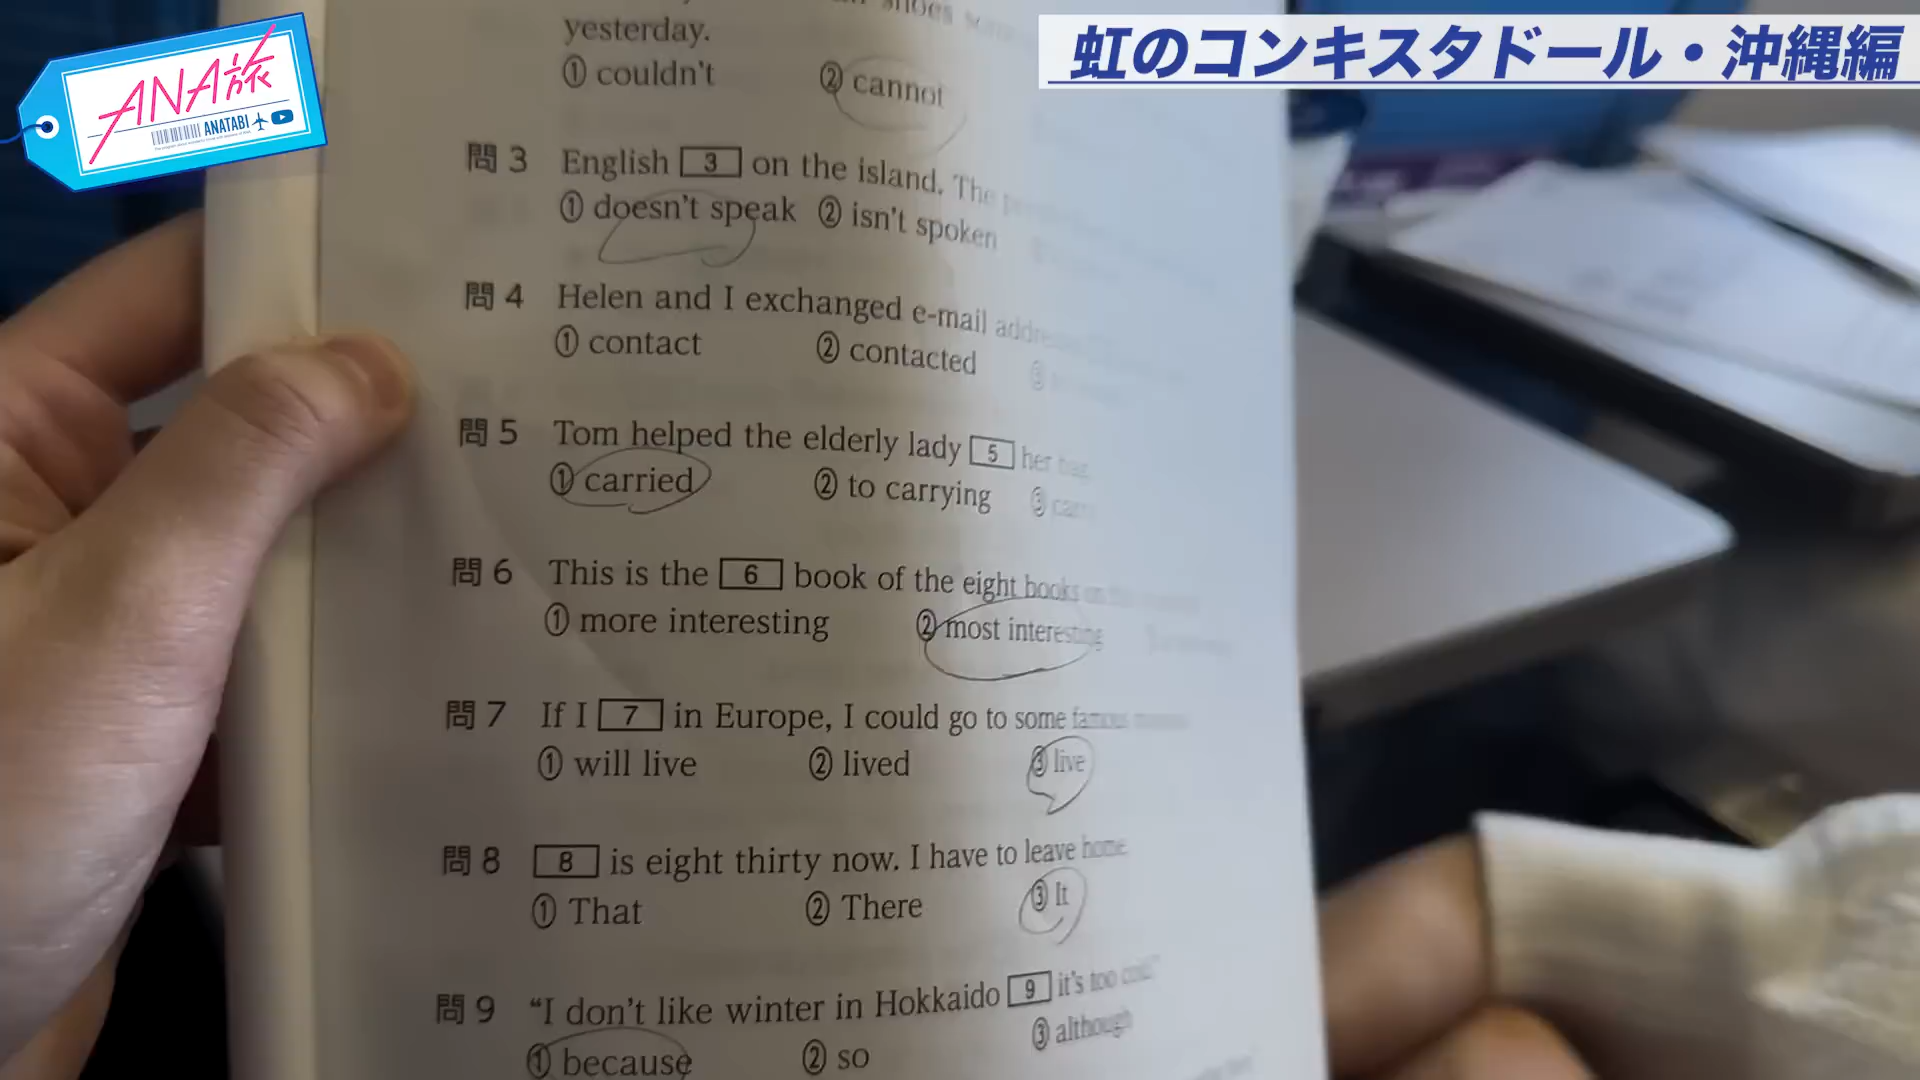 ANA旅
ANATABI
虹のコンキスタドール・沖縄編
shoes
yesterday.
① couldn't ② cannot
問3 English 3 on the island. The
① doesn't speak ② isn't spoken
問4 Helen and I exchanged e-mail
① contact ② contacted ③
問5 Tom helped the elderly lady 5 her
① carried ② to carrying ③
問6 This is the 6 book of the eight books
① more interesting ② most interesting
問7 If I 7 in Europe, I could go to some famous
① will live ② lived ③ live
問8 8 is eight thirty now. I have to leave home
① That ② There ③ It
問9 “I don't like winter in Hokkaido 9 it's too
① because ② so ③ although